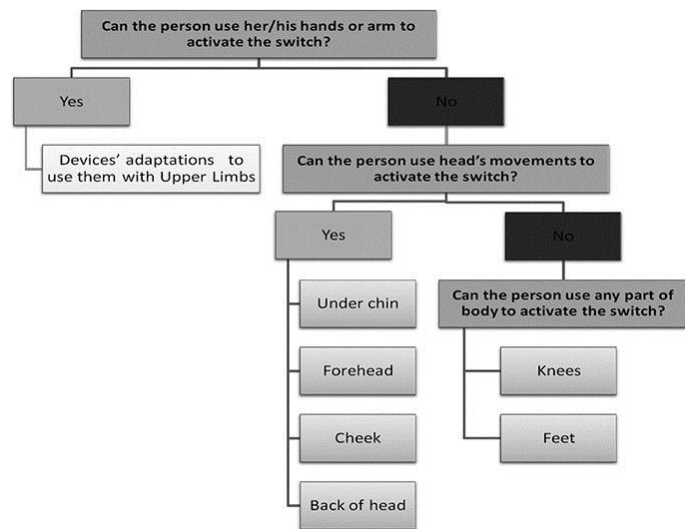 Can the person use her/his hands or arm to
activate the switch?
Yes
No
Devices' adaptations to
use them with Upper Limbs
Can the person use head's movements to
activate the switch?
Yes
No
Under chin
Forehead
Cheek
Back of head
Can the person use any part of
body to activate the switch?
Knees
Feet